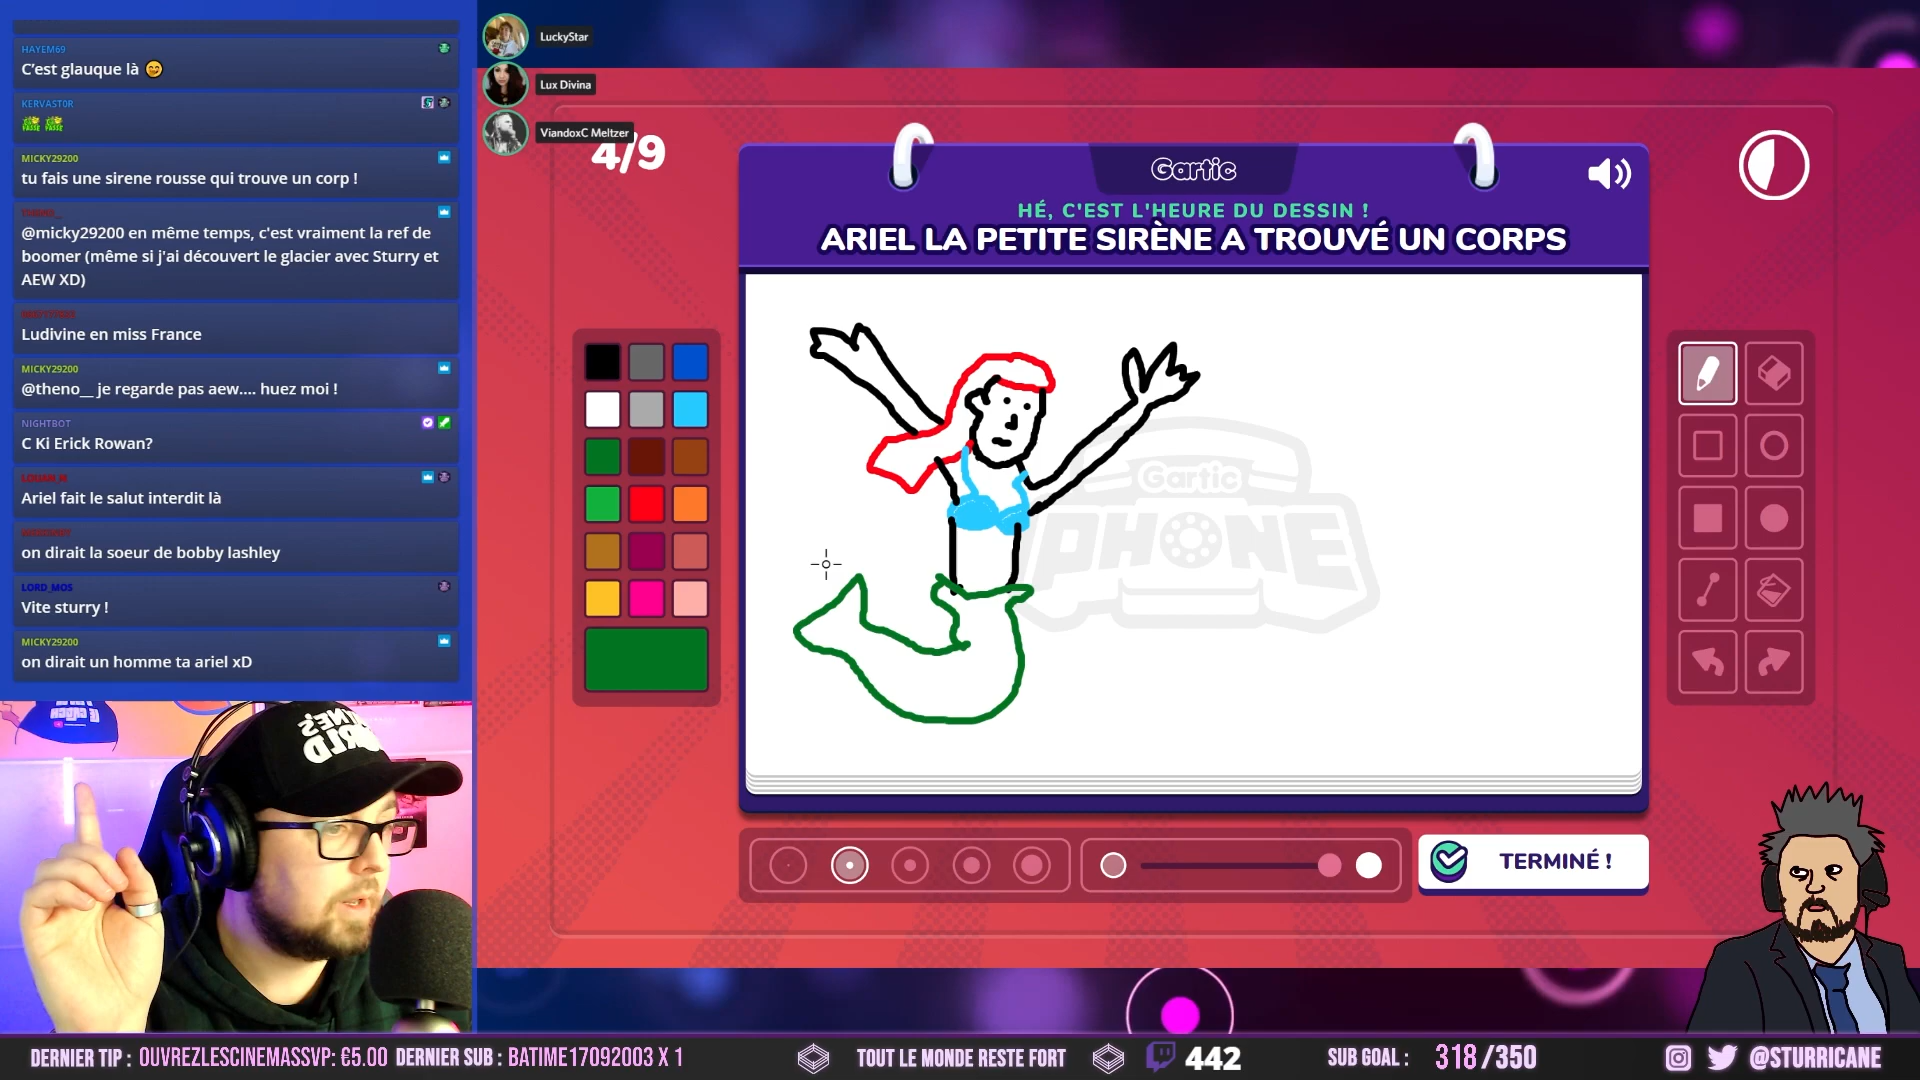 HAYEM69
C'est glauque là
KERVAST0R
MICKY29200
tu fais une sirene rousse qui trouve un corp !
@micky29200 en même temps, c'est vraiment la ref de
boomer (même si j'ai découvert le glacier avec Sturry et
AEW XD)
Ludivine en miss France
MICKY29200
@theno__ je regarde pas aew.... huez moi !
NIGHTBOT
C Ki Erick Rowan?
Ariel fait le salut interdit là
on dirait la soeur de bobby lashley
LORD_MOS
Vite sturry !
MICKY29200
on dirait un homme ta ariel xD
LuckyStar
Lux Divina
ViandoxC Meltzer
4/9
Gartic
HÉ, C'EST L'HEURE DU DESSIN !
ARIEL LA PETITE SIRÈNE A TROUVÉ UN CORPS
Gartic
PHONE
TERMINÉ !
DERNIER TIP : OUVREZLESCINEMASSVP: €5.00 DERNIER SUB : BATIME17092003 X 1
TOUT LE MONDE RESTE FORT
442
SUB GOAL : 318/350
@STURRICANE